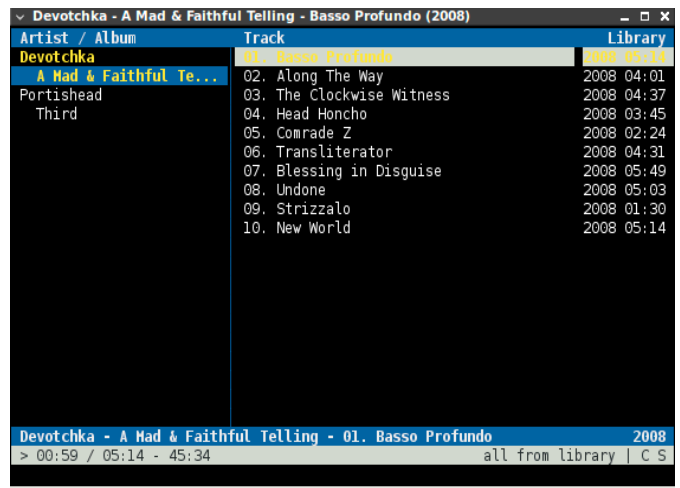 Devotchka - A Mad & Faithful Telling - Basso Profundo (2008)
Artist / Album Track Library
Devotchka 01. Basso Profundo 2008 05:14
A Mad & Faithful Te... 02. Along The Way 2008 04:01
Portishead 03. The Clockwise Witness 2008 04:37
Third 04. Head Honcho 2008 03:45
05. Comrade Z 2008 02:24
06. Transliterator 2008 04:31
07. Blessing in Disguise 2008 05:49
08. Undone 2008 05:03
09. Strizzalo 2008 01:30
10. New World 2008 05:14
Devotchka - A Mad & Faithful Telling - 01. Basso Profundo 2008
> 00:59 / 05:14 - 45:34 all from library | C S